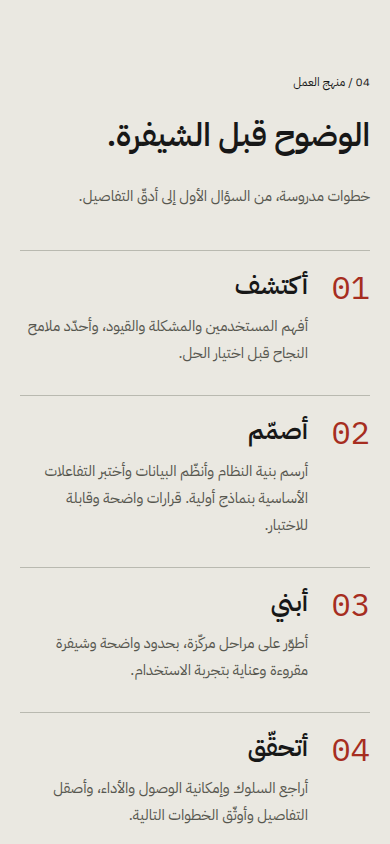 04 / منهج العمل
الوضوح قبل الشيفرة.
خطوات مدروسة، من السؤال الأول إلى أدقّ التفاصيل.
01
أكتشف
أفهم المستخدمين والمشكلة والقيود، وأحدّد ملامح
النجاح قبل اختيار الحل.
02
أصمّم
أرسم بنية النظام وأنظّم البيانات وأختبر التفاعلات
الأساسية بنماذج أولية. قرارات واضحة وقابلة
للاختبار.
03
أبني
أطوّر على مراحل مركّزة، بحدود واضحة وشيفرة
مقروءة وعناية بتجربة الاستخدام.
04
أتحقّق
أراجع السلوك وإمكانية الوصول والأداء، وأصقل
التفاصيل وأوثّق الخطوات التالية.